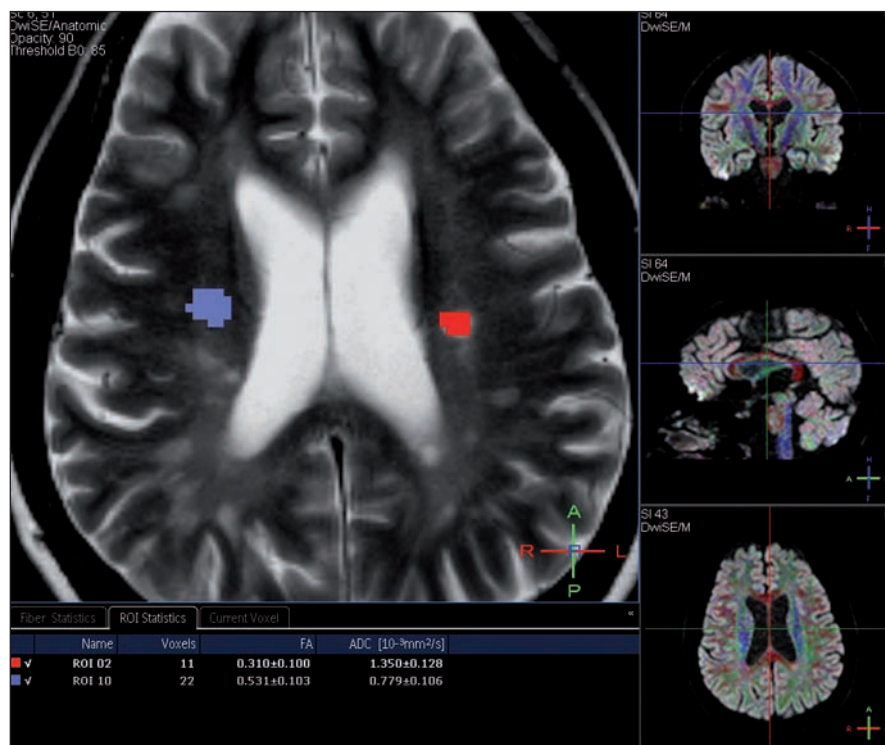 DwiSE/Anatomic
Opacity: 90
Threshold B0: 85
A
R P L
P
Fiber Statistics ROI Statistics Current Voxel «
Name Voxels FA ADC [10-³mm²/s]
√ ROI 02 11 0.310±0.100 1.350±0.128
√ ROI 10 22 0.531±0.103 0.779±0.106
SI 64
DwiSE/M
H
R
F
SI 64
DwiSE/M
H
A
F
SI 43
DwiSE/M
A
R